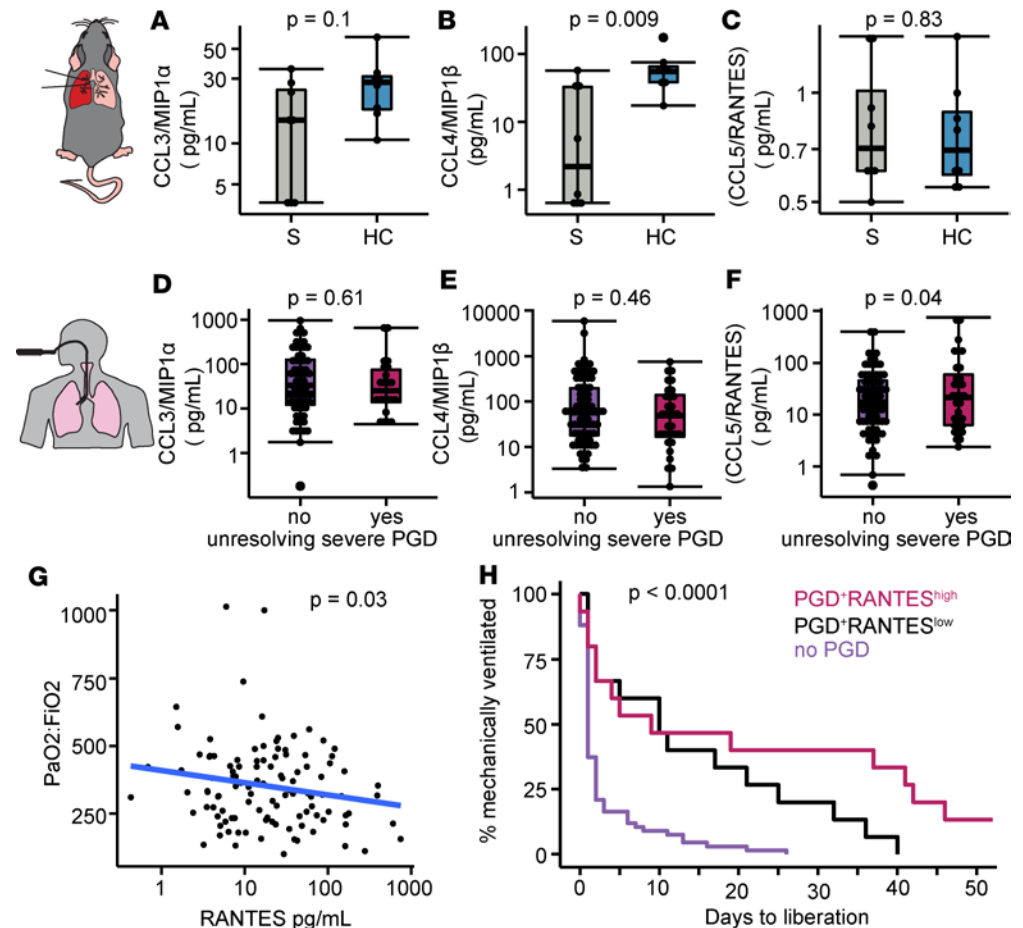 A
p = 0.1
CCL3/MIP1α
( pg/mL)
50
30
10
5
S
HC
B
p = 0.009
CCL4/MIP1β
(pg/mL)
100
10
1
S
HC
C
p = 0.83
(CCL5/RANTES)
( pg/mL)
1
0.7
0.5
S
HC
D
p = 0.61
CCL3/MIP1α
( pg/mL)
1000
100
10
1
no
yes
unresolving severe PGD
E
p = 0.46
CCL4/MIP1β
(pg/mL)
10000
1000
100
10
1
no
yes
unresolving severe PGD
F
p = 0.04
(CCL5/RANTES)
( pg/mL)
1000
100
10
1
no
yes
unresolving severe PGD
G
p = 0.03
PaO2:FiO2
1000
750
500
250
1
10
100
1000
RANTES pg/mL
H
p < 0.0001
PGD⁺RANTESʰⁱᵍʰ
PGD⁺RANTESˡᵒʷ
no PGD
% mechanically ventilated
100
75
50
25
0
0
10
20
30
40
50
Days to liberation